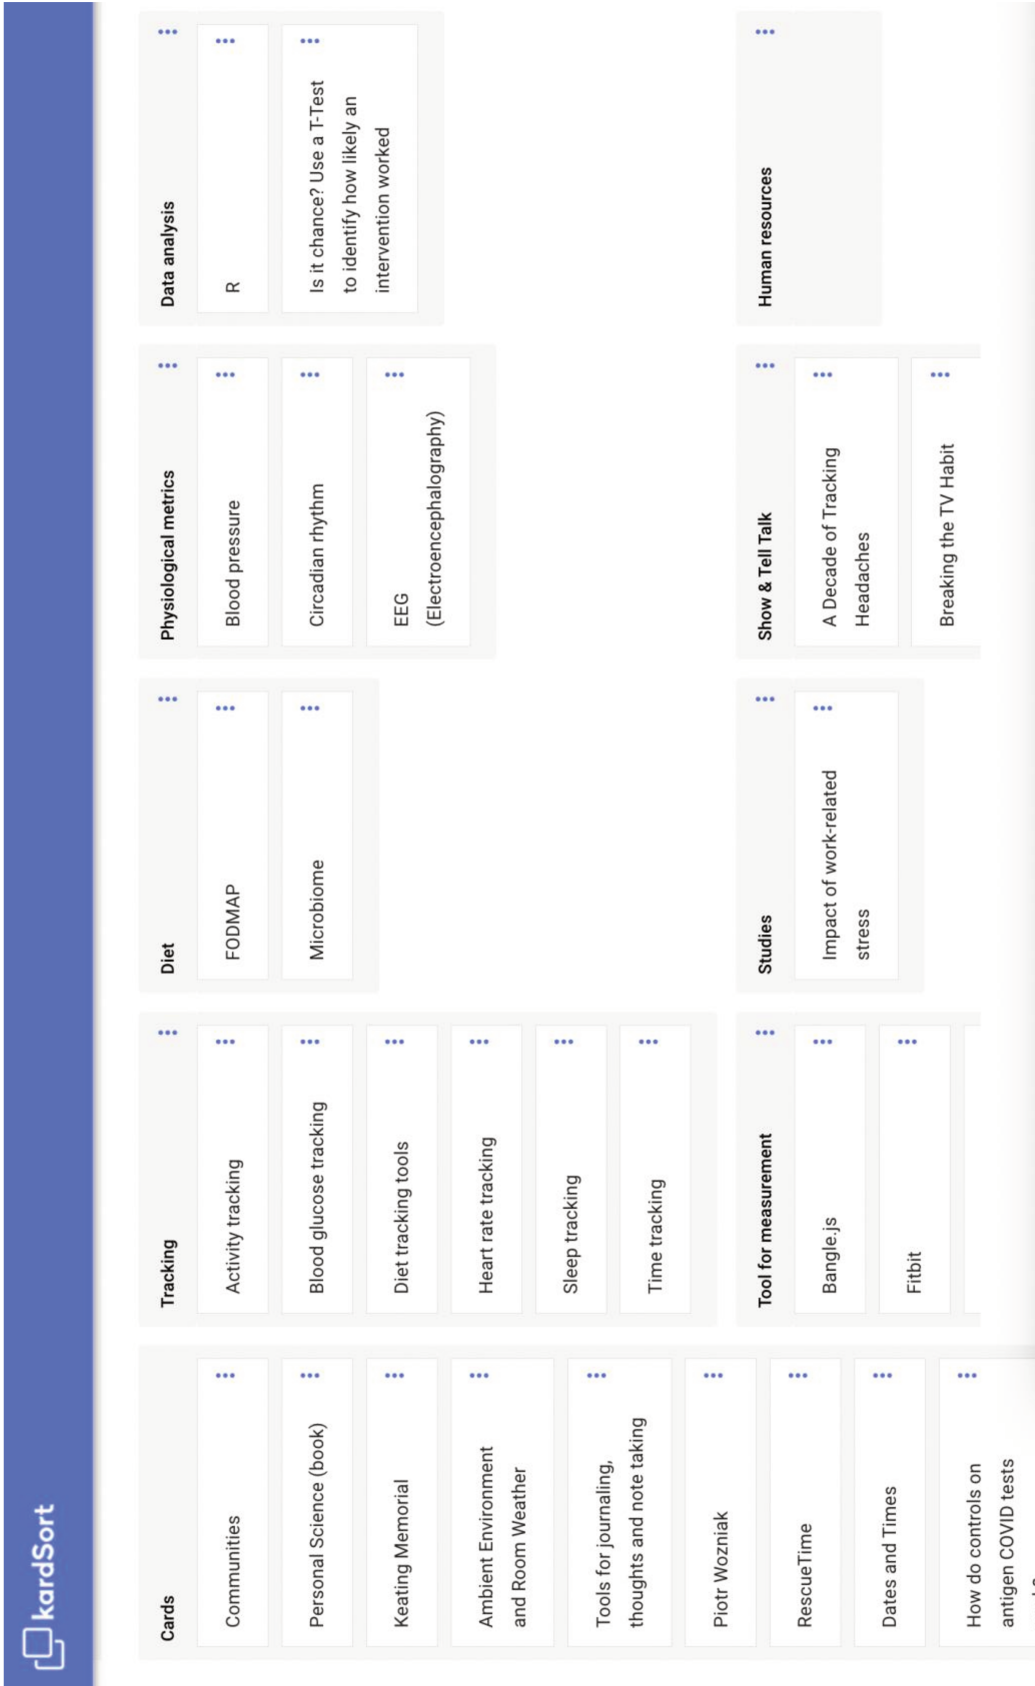 kardSort
Cards
Communities
Personal Science (book)
Keating Memorial
Ambient Environment
and Room Weather
Tools for journaling,
thoughts and note taking
Piotr Wozniak
RescueTime
Dates and Times
How do controls on
antigen COVID tests
Tracking
Activity tracking
Blood glucose tracking
Diet tracking tools
Heart rate tracking
Sleep tracking
Time tracking
Diet
FODMAP
Microbiome
Physiological metrics
Blood pressure
Circadian rhythm
EEG
(Electroencephalography)
Data analysis
R
Is it chance? Use a T-Test
to identify how likely an
intervention worked
Tool for measurement
Bangle.js
Fitbit
Studies
Impact of work-related
stress
Show & Tell Talk
A Decade of Tracking
Headaches
Breaking the TV Habit
Human resources